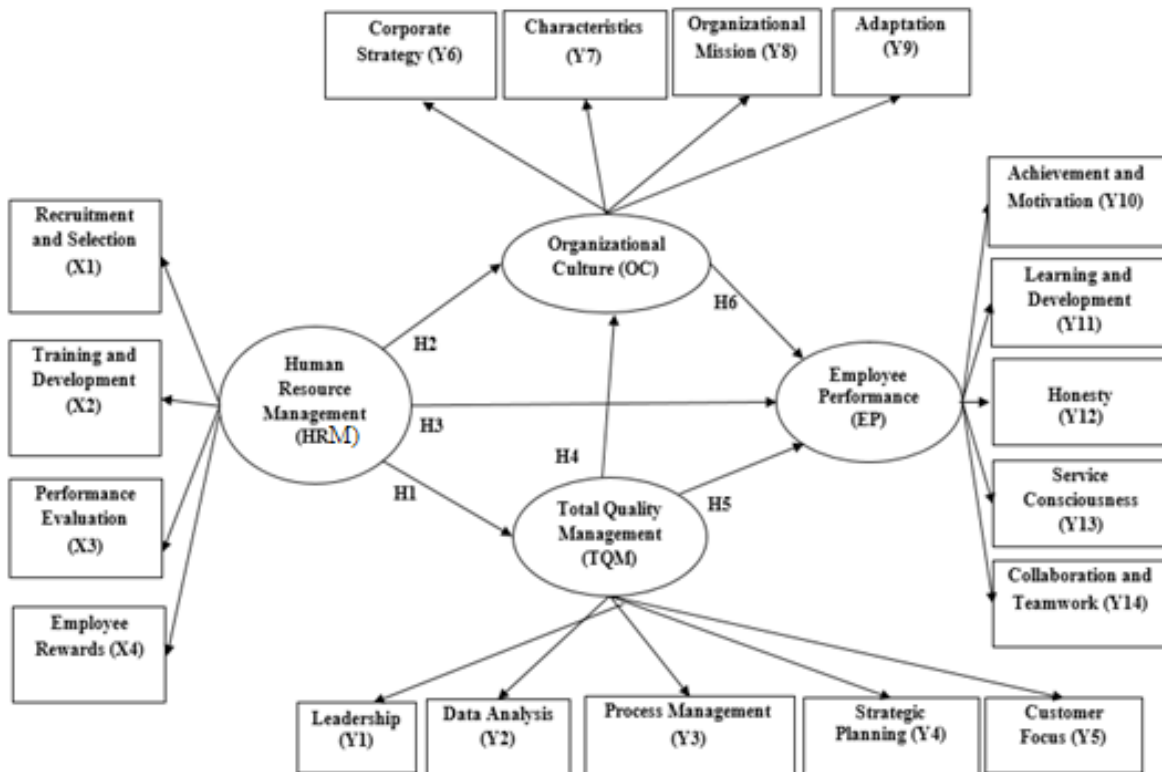 Corporate
Strategy (Y6)
Characteristics
(Y7)
Organizational
Mission (Y8)
Adaptation
(Y9)
Recruitment
and Selection
(X1)
Training and
Development
(X2)
Performance
Evaluation
(X3)
Employee
Rewards (X4)
Human
Resource
Management
(HRM)
Organizational
Culture (OC)
Total Quality
Management
(TQM)
Employee
Performance
(EP)
H2
H3
H1
H4
H5
H6
Achievement and
Motivation (Y10)
Learning and
Development
(Y11)
Honesty
(Y12)
Service
Consciousness
(Y13)
Collaboration and
Teamwork (Y14)
Leadership
(Y1)
Data Analysis
(Y2)
Process Management
(Y3)
Strategic
Planning (Y4)
Customer
Focus (Y5)